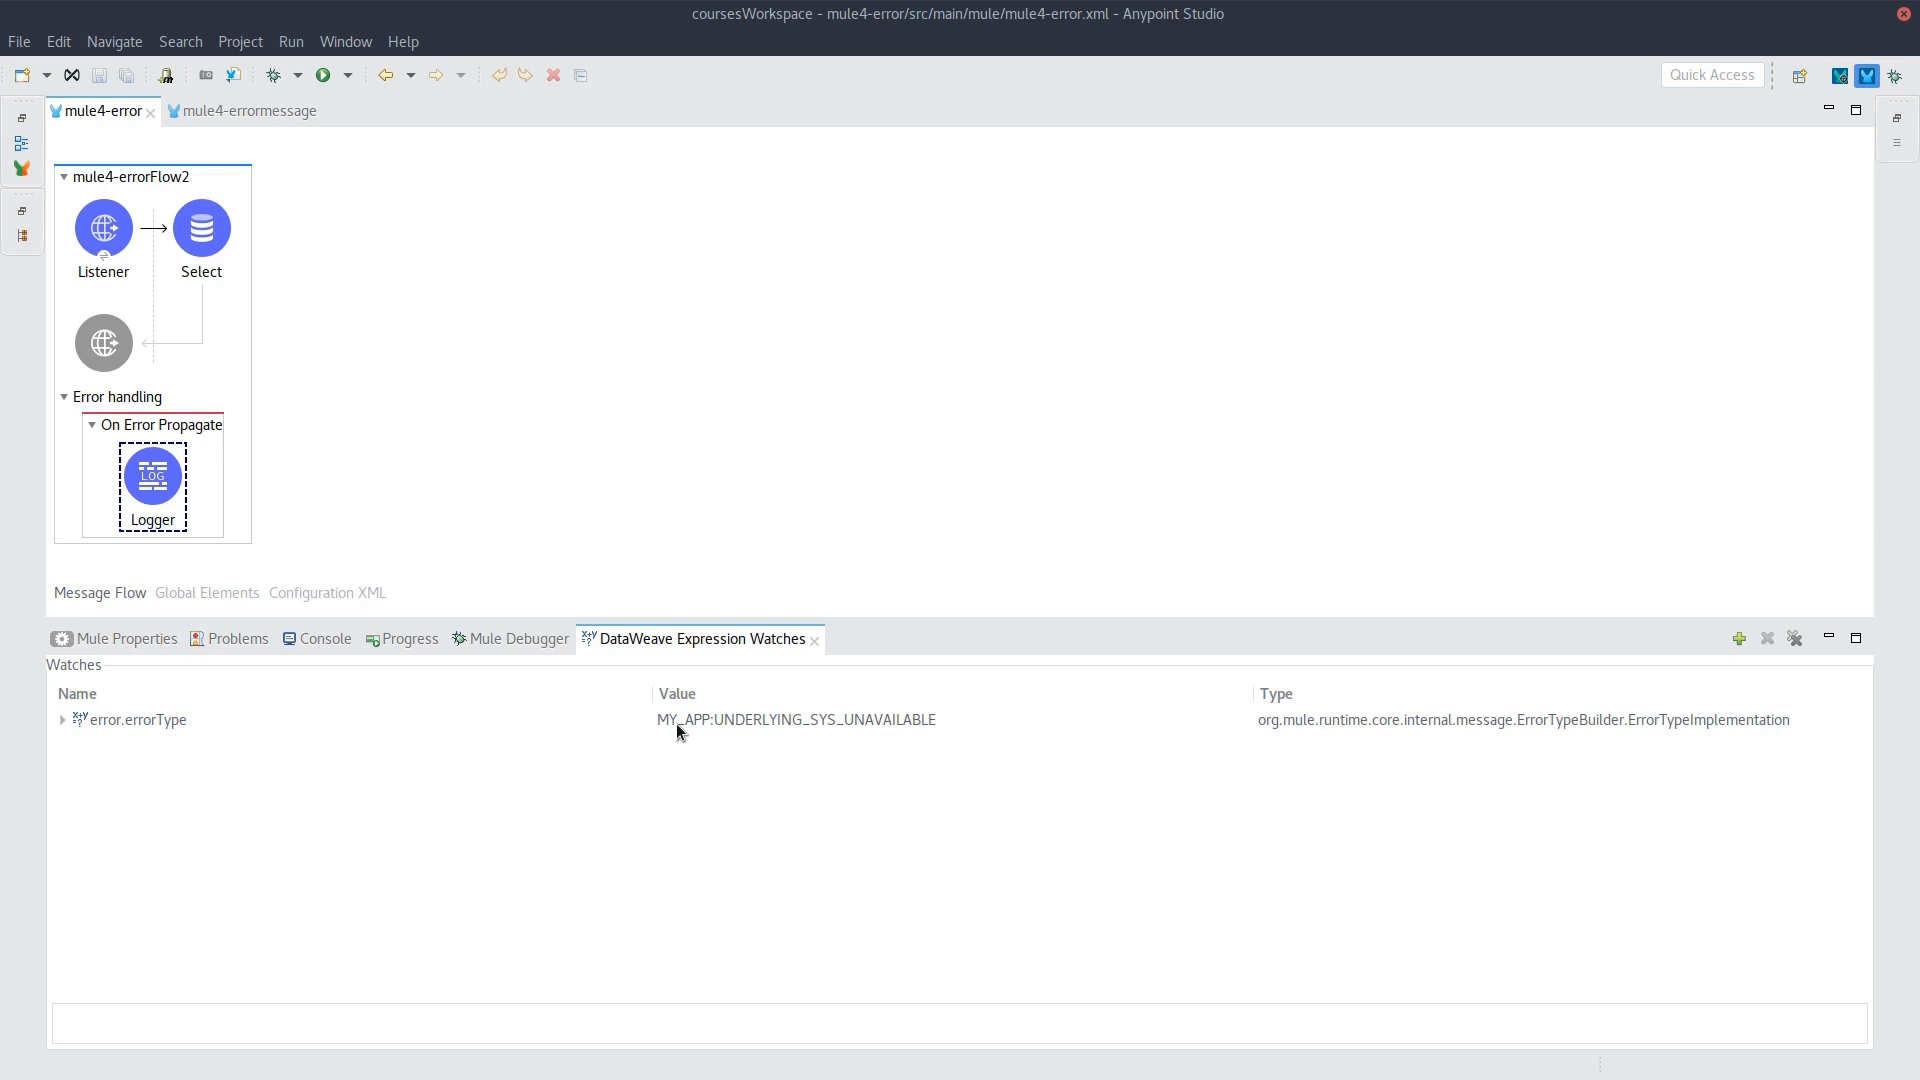 coursesWorkspace - mule4-error/src/main/mule/mule4-error.xml - Anypoint Studio
File Edit Navigate Search Project Run Window Help
Quick Access
mule4-error mule4-errormessage
mule4-errorFlow2
Listener Select
Error handling
On Error Propagate
LOG
Logger
Message Flow Global Elements Configuration XML
Mule Properties Problems Console Progress Mule Debugger x+y ?? DataWeave Expression Watches
Watches
Name Value Type
error.errorType MY_APP:UNDERLYING_SYS_UNAVAILABLE org.mule.runtime.core.internal.message.ErrorTypeBuilder.ErrorTypeImplementation